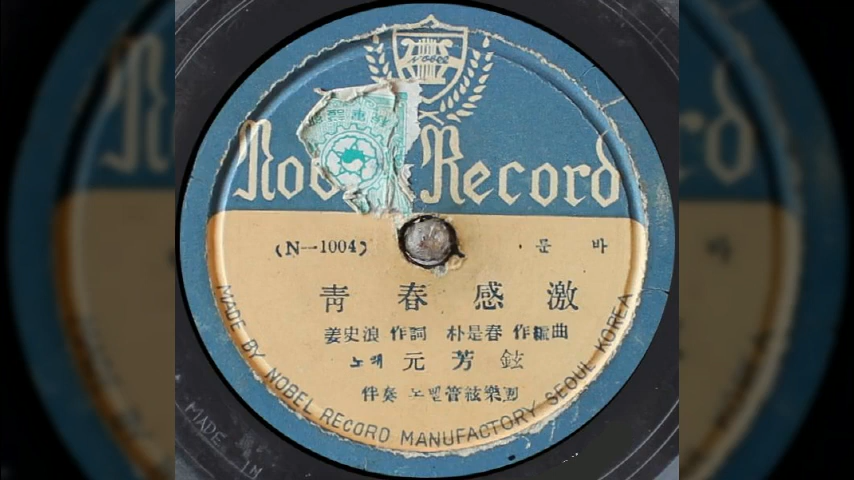 NOBEL
Nobel Record
(N—1004)
룸바
青春感激
姜史浪 作詞 朴是春 作編曲
노래 元芳鉉
伴奏 노벨管絃樂団
MADE BY NOBEL RECORD MANUFACTORY SEOUL KOREA
MADE IN